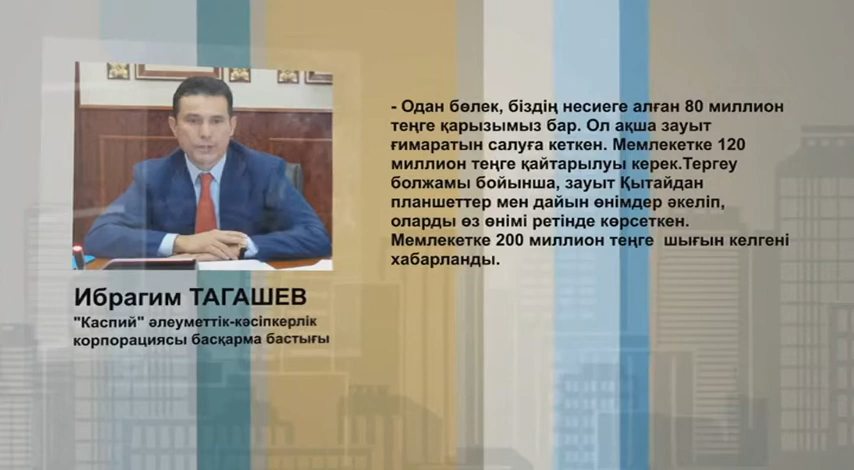 - Одан бөлек, біздің несиеге алған 80 миллион
теңге қарызымыз бар. Ол ақша зауыт
ғимаратын салуға кеткен. Мемлекетке 120
миллион теңге қайтарылуы керек.Тергеу
болжамы бойынша, зауыт Қытайдан
планшеттер мен дайын өнімдер әкеліп,
оларды өз өнімі ретінде көрсеткен.
Мемлекетке 200 миллион теңге шығын келгені
хабарланды.
Ибрагим ТАГАШЕВ
"Каспий" әлеуметтік-кәсіпкерлік
корпорациясы басқарма бастығы